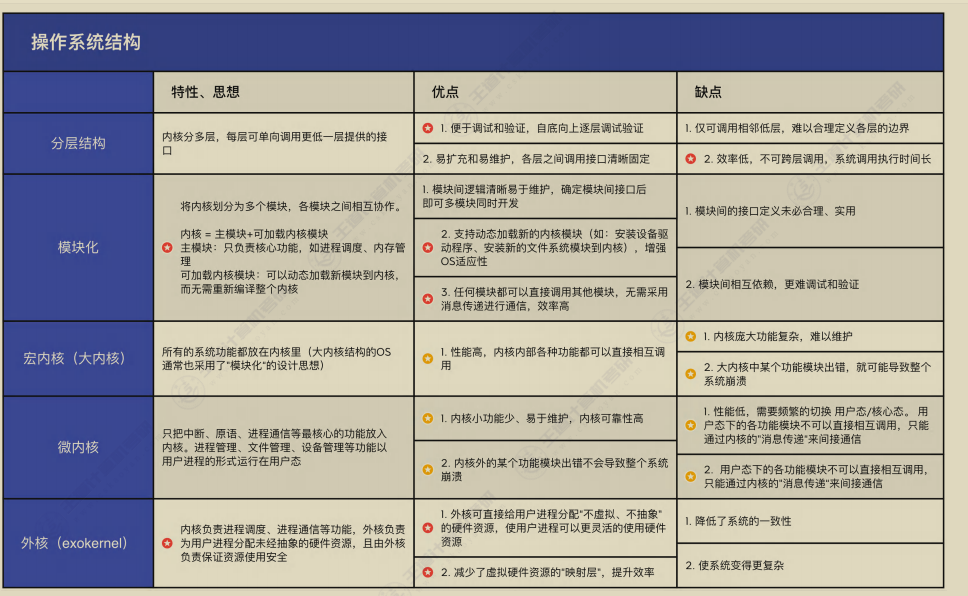 操作系统结构
特性、思想
优点
缺点
分层结构
内核分多层，每层可单向调用更低一层提供的接
口
1. 便于调试和验证，自底向上逐层调试验证
2. 易扩充和易维护，各层之间调用接口清晰固定
1. 仅可调用相邻低层，难以合理定义各层的边界
2. 效率低，不可跨层调用，系统调用执行时间长
模块化
将内核划分为多个模块，各模块之间相互协作。
内核 = 主模块+可加载内核模块
主模块：只负责核心功能，如进程调度、内存管
理
可加载内核模块：可以动态加载新模块到内核，
而无需重新编译整个内核
1. 模块间逻辑清晰易于维护，确定模块间接口后
即可多模块同时开发
2. 支持动态加载新的内核模块（如：安装设备驱
动程序、安装新的文件系统模块到内核），增强
OS适应性
3. 任何模块都可以直接调用其他模块，无需采用
消息传递进行通信，效率高
1. 模块间的接口定义未必合理、实用
2. 模块间相互依赖，更难调试和验证
宏内核（大内核）
所有的系统功能都放在内核里（大内核结构的OS
通常也采用了"模块化"的设计思想）
1. 性能高，内核内部各种功能都可以直接相互调
用
1. 内核庞大功能复杂，难以维护
2. 大内核中某个功能模块出错，就可能导致整个
系统崩溃
微内核
只把中断、原语、进程通信等最核心的功能放入
内核。进程管理、文件管理、设备管理等功能以
用户进程的形式运行在用户态
1. 内核小功能少、易于维护，内核可靠性高
2. 内核外的某个功能模块出错不会导致整个系统
崩溃
1. 性能低，需要频繁的切换 用户态/核心态。 用
户态下的各功能模块不可以直接相互调用，只能
通过内核的"消息传递"来间接通信
2. 用户态下的各功能模块不可以直接相互调用，
只能通过内核的"消息传递"来间接通信
外核（exokernel）
内核负责进程调度、进程通信等功能，外核负责
为用户进程分配未经抽象的硬件资源，且由外核
负责保证资源使用安全
1. 外核可直接给用户进程分配"不虚拟、不抽象"
的硬件资源，使用户进程可以更灵活的使用硬件
资源
2. 减少了虚拟硬件资源的"映射层"，提升效率
1. 降低了系统的一致性
2. 使系统变得更复杂